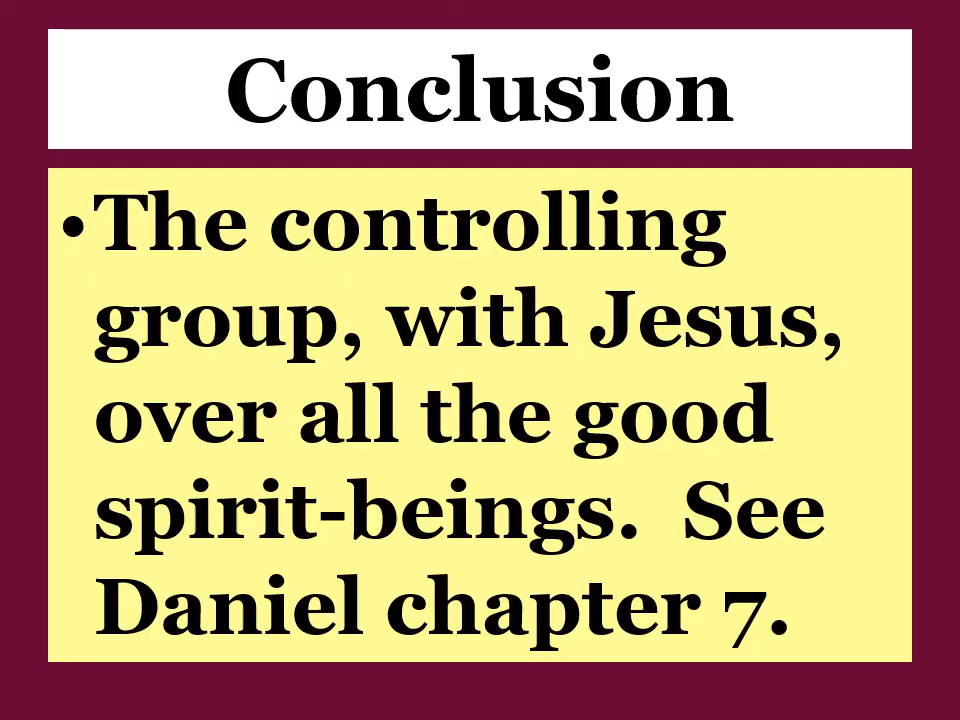 Conclusion
•The controlling
group, with Jesus,
over all the good
spirit-beings.  See
Daniel chapter 7.